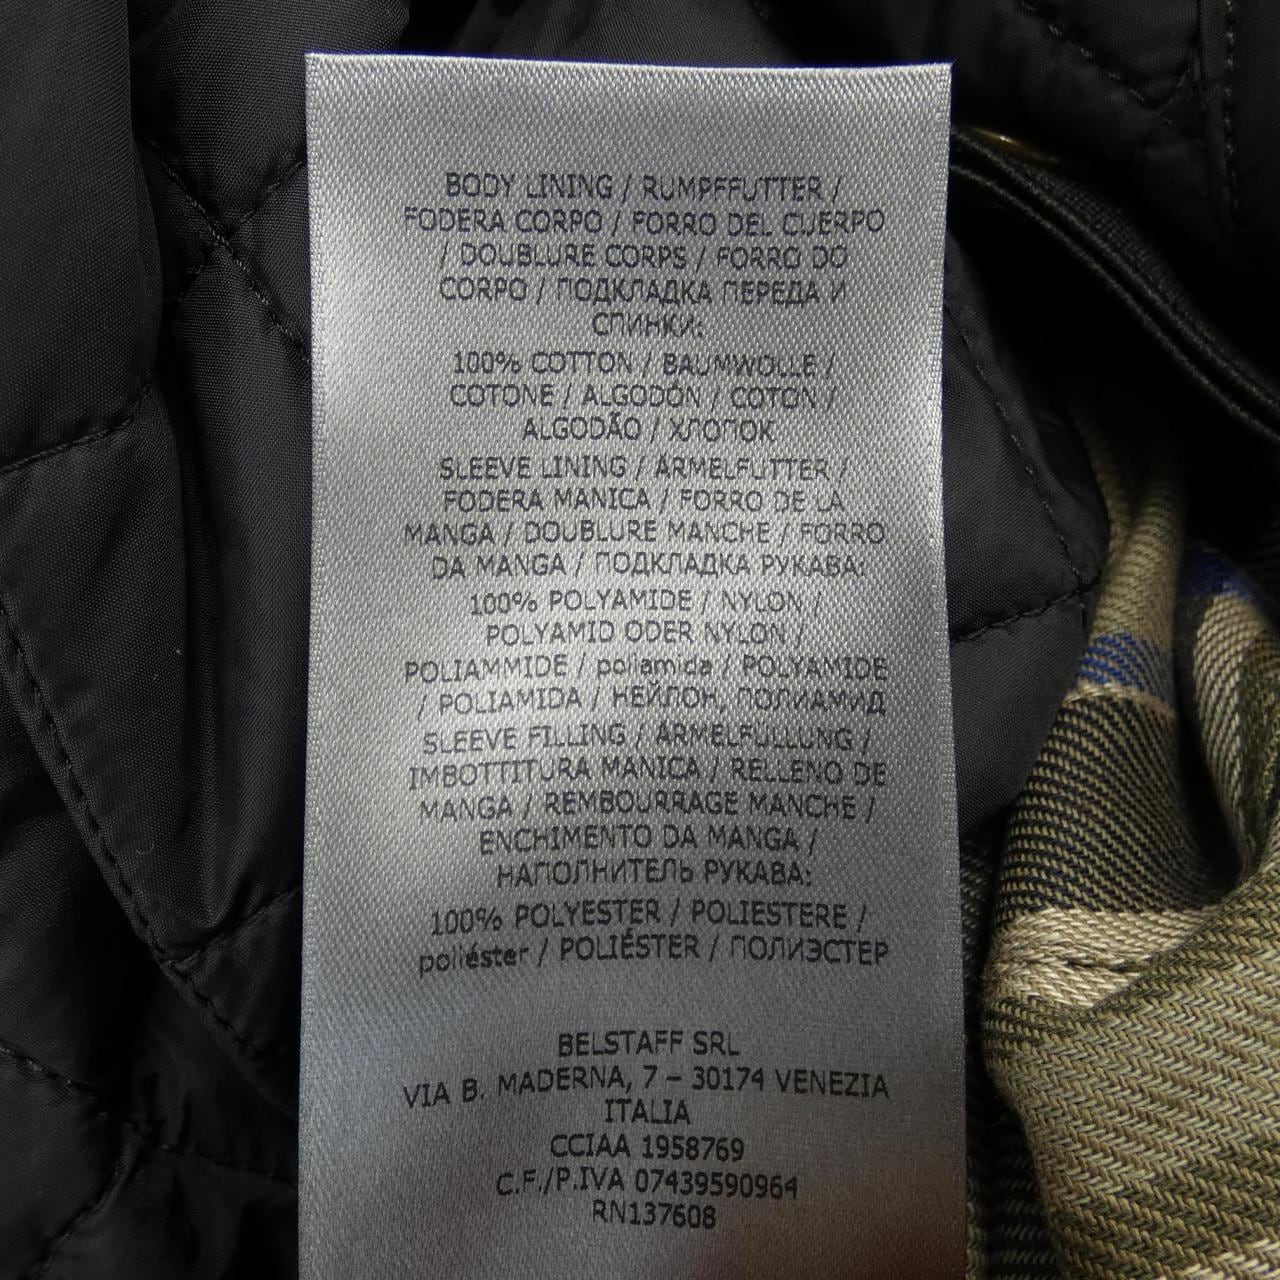 BODY LINING / RUMPFFUTTER /
FODERA CORPO / FORRO DEL CUERPO
/ DOUBLURE CORPS / FORRO DO
CORPO / ПОДКЛАДКА ПЕРЕДА И
СПИНКИ:
100% COTTON / BAUMWOLLE /
COTONE / ALGODÓN / COTON /
ALGODÃO / ХЛОПОК
SLEEVE LINING / ÄRMELFUTTER /
FODERA MANICA / FORRO DE LA
MANGA / DOUBLURE MANCHE / FORRO
DA MANGA / ПОДКЛАДКА РУКАВА:
100% POLYAMIDE / NYLON /
POLYAMID ODER NYLON /
POLIAMMIDE / poliamida / POLYAMIDE
/ POLIAMIDA / НЕЙЛОН, ПОЛИАМИД
SLEEVE FILLING / ÄRMELFÜLLUNG /
IMBOTTITURA MANICA / RELLENO DE
MANGA / REMBOURRAGE MANCHE /
ENCHIMENTO DA MANGA /
НАПОЛНИТЕЛЬ РУКАВА:
100% POLYESTER / POLIESTERE /
poliéster / POLIÉSTER / ПОЛИЭСТЕР
BELSTAFF SRL
VIA B. MADERNA, 7 – 30174 VENEZIA
ITALIA
CCIAA 1958769
C.F./P.IVA 07439590964
RN137608